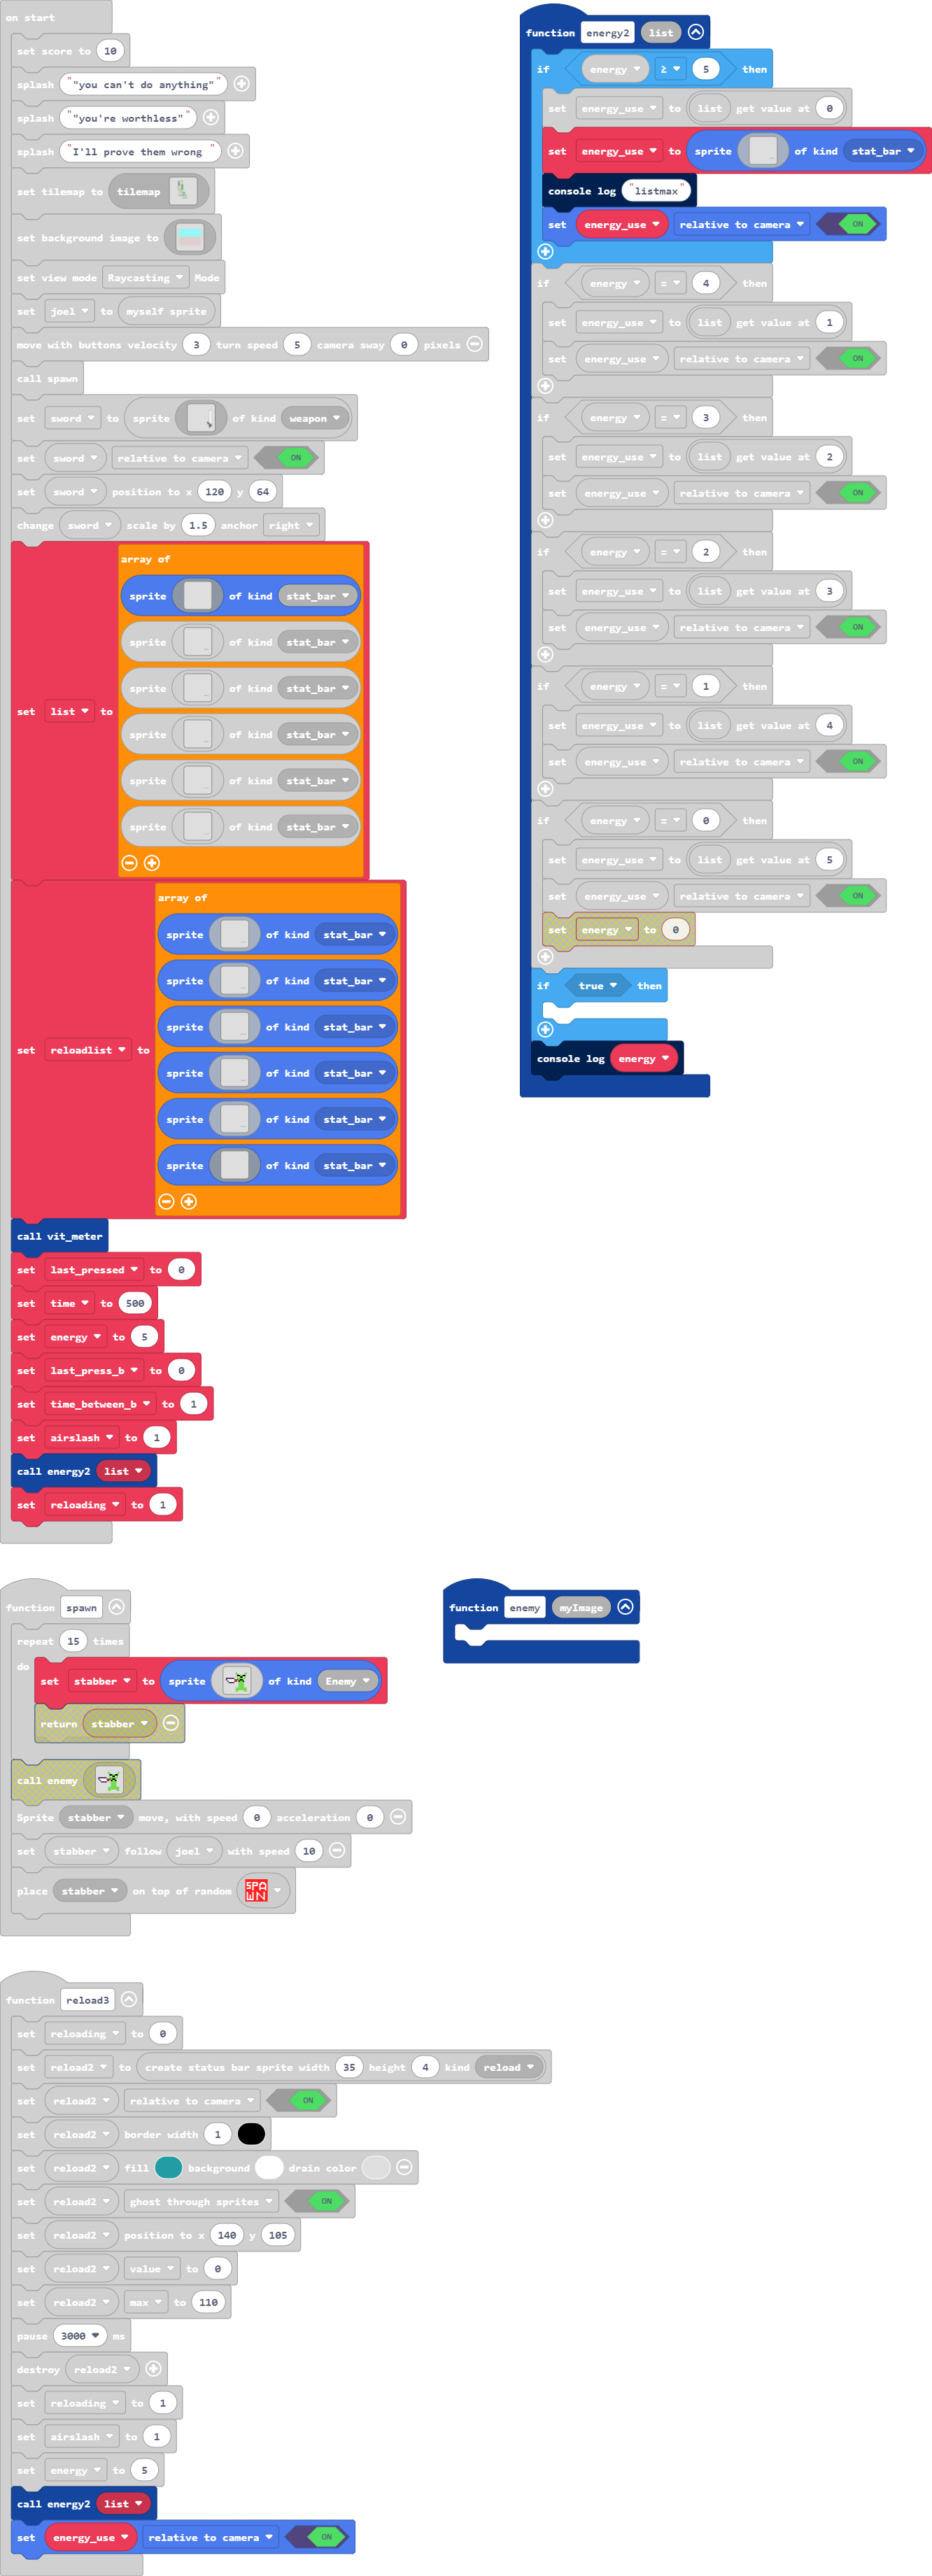 on start
set score to 10
splash ""you can't do anything""
splash ""you're worthless""
splash "I'll prove them wrong "
set tilemap to tilemap
set background image to
set view mode Raycasting Mode
set joel to myself sprite
move with buttons velocity 3 turn speed 5 camera sway 0 pixels
call spawn
set sword to sprite of kind weapon
set sword relative to camera ON
set sword position to x 120 y 64
change sword scale by 1.5 anchor right
set list to
array of
sprite of kind stat_bar
sprite of kind stat_bar
sprite of kind stat_bar
sprite of kind stat_bar
sprite of kind stat_bar
sprite of kind stat_bar
set reloadlist to
array of
sprite of kind stat_bar
sprite of kind stat_bar
sprite of kind stat_bar
sprite of kind stat_bar
sprite of kind stat_bar
sprite of kind stat_bar
call vit_meter
set last_pressed to 0
set time to 500
set energy to 5
set last_press_b to 0
set time_between_b to 1
set airslash to 1
call energy2 list
set reloading to 1
function energy2 list
if energy ≥ 5 then
set energy_use to list get value at 0
set energy_use to sprite of kind stat_bar
console log "listmax"
set energy_use relative to camera ON
if energy = 4 then
set energy_use to list get value at 1
set energy_use relative to camera ON
if energy = 3 then
set energy_use to list get value at 2
set energy_use relative to camera ON
if energy = 2 then
set energy_use to list get value at 3
set energy_use relative to camera ON
if energy = 1 then
set energy_use to list get value at 4
set energy_use relative to camera ON
if energy = 0 then
set energy_use to list get value at 5
set energy_use relative to camera ON
set energy to 0
if true then
console log energy
function spawn
repeat 15 times
do
set stabber to sprite of kind Enemy
return stabber
call enemy
Sprite stabber move, with speed 0 acceleration 0
set stabber follow joel with speed 10
place stabber on top of random SPAWN
function enemy myImage
function reload3
set reloading to 0
set reload2 to create status bar sprite width 35 height 4 kind reload
set reload2 relative to camera ON
set reload2 border width 1
set reload2 fill background drain color
set reload2 ghost through sprites ON
set reload2 position to x 140 y 105
set reload2 value to 0
set reload2 max to 110
pause 3000 ms
destroy reload2
set reloading to 1
set airslash to 1
set energy to 5
call energy2 list
set energy_use relative to camera ON